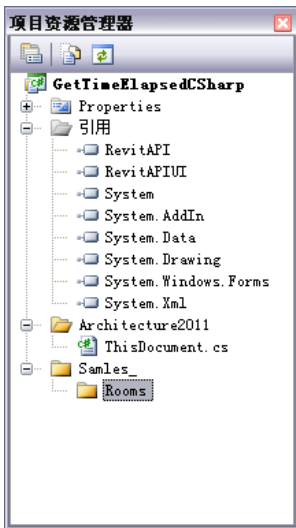 项目资源管理器
GetTimeElapsedCSharp
Properties
引用
RevitAPI
RevitAPIUI
System
System.AddIn
System.Data
System.Drawing
System.Windows.Forms
System.Xml
Architecture2011
ThisDocument.cs
Samles_
Rooms